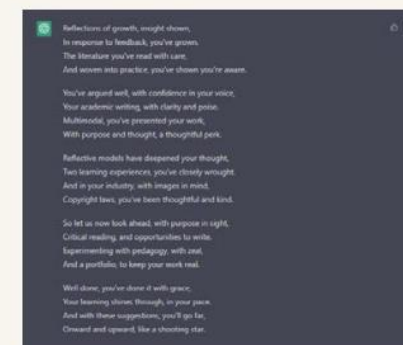 Reflections of growth, insight shown,
In response to feedback, you've grown.
The literature you've read with care,
And woven into practice, you've shown you're aware.
You've argued well, with confidence in your voice,
Your academic writing, with clarity and poise.
Multimodal, you've presented your work,
With purpose and thought, a thoughtful perk.
Reflective models have deepened your thought,
Two learning experiences, you've closely wrought.
And in your industry, with images in mind,
Copyright laws, you've been thoughtful and kind.
So let us now look ahead, with purpose in sight,
Critical reading, and opportunities to write.
Experimenting with pedagogy, with zeal,
And a portfolio, to keep your work real.
Well done, you've done it with grace,
Your learning shines through, in your pace.
And with these suggestions, you'll go far,
Onward and upward, like a shooting star.